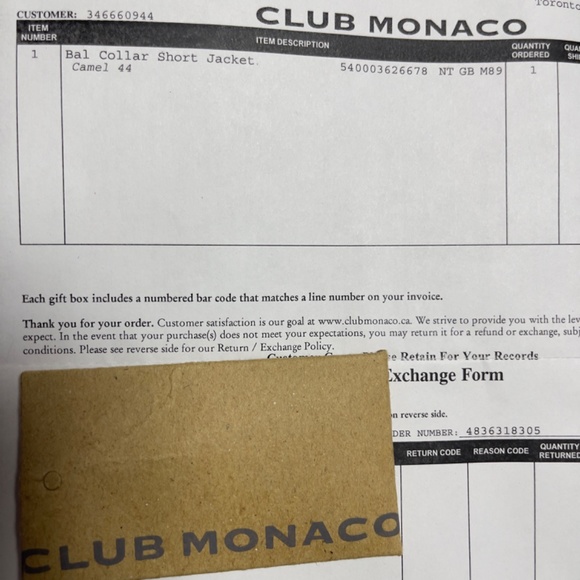 Toronto
CUSTOMER: 346660944
CLUB MONACO
ITEM NUMBER ITEM DESCRIPTION QUANTITY ORDERED
1 Bal Collar Short Jacket 1
Camel 44 540003626678 NT GB M89
Each gift box includes a numbered bar code that matches a line number on your invoice.
Thank you for your order. Customer satisfaction is our goal at www.clubmonaco.ca. We strive to provide you with the
expect. In the event that your purchase(s) does not meet your expectations, you may return it for a refund or exchange,
conditions. Please see reverse side for our Return / Exchange Policy.
Retain For Your Records
Exchange Form
on reverse side.
DER NUMBER: 4836318305
RETURN CODE REASON CODE QUANTITY RETURNED
CLUB MONACO